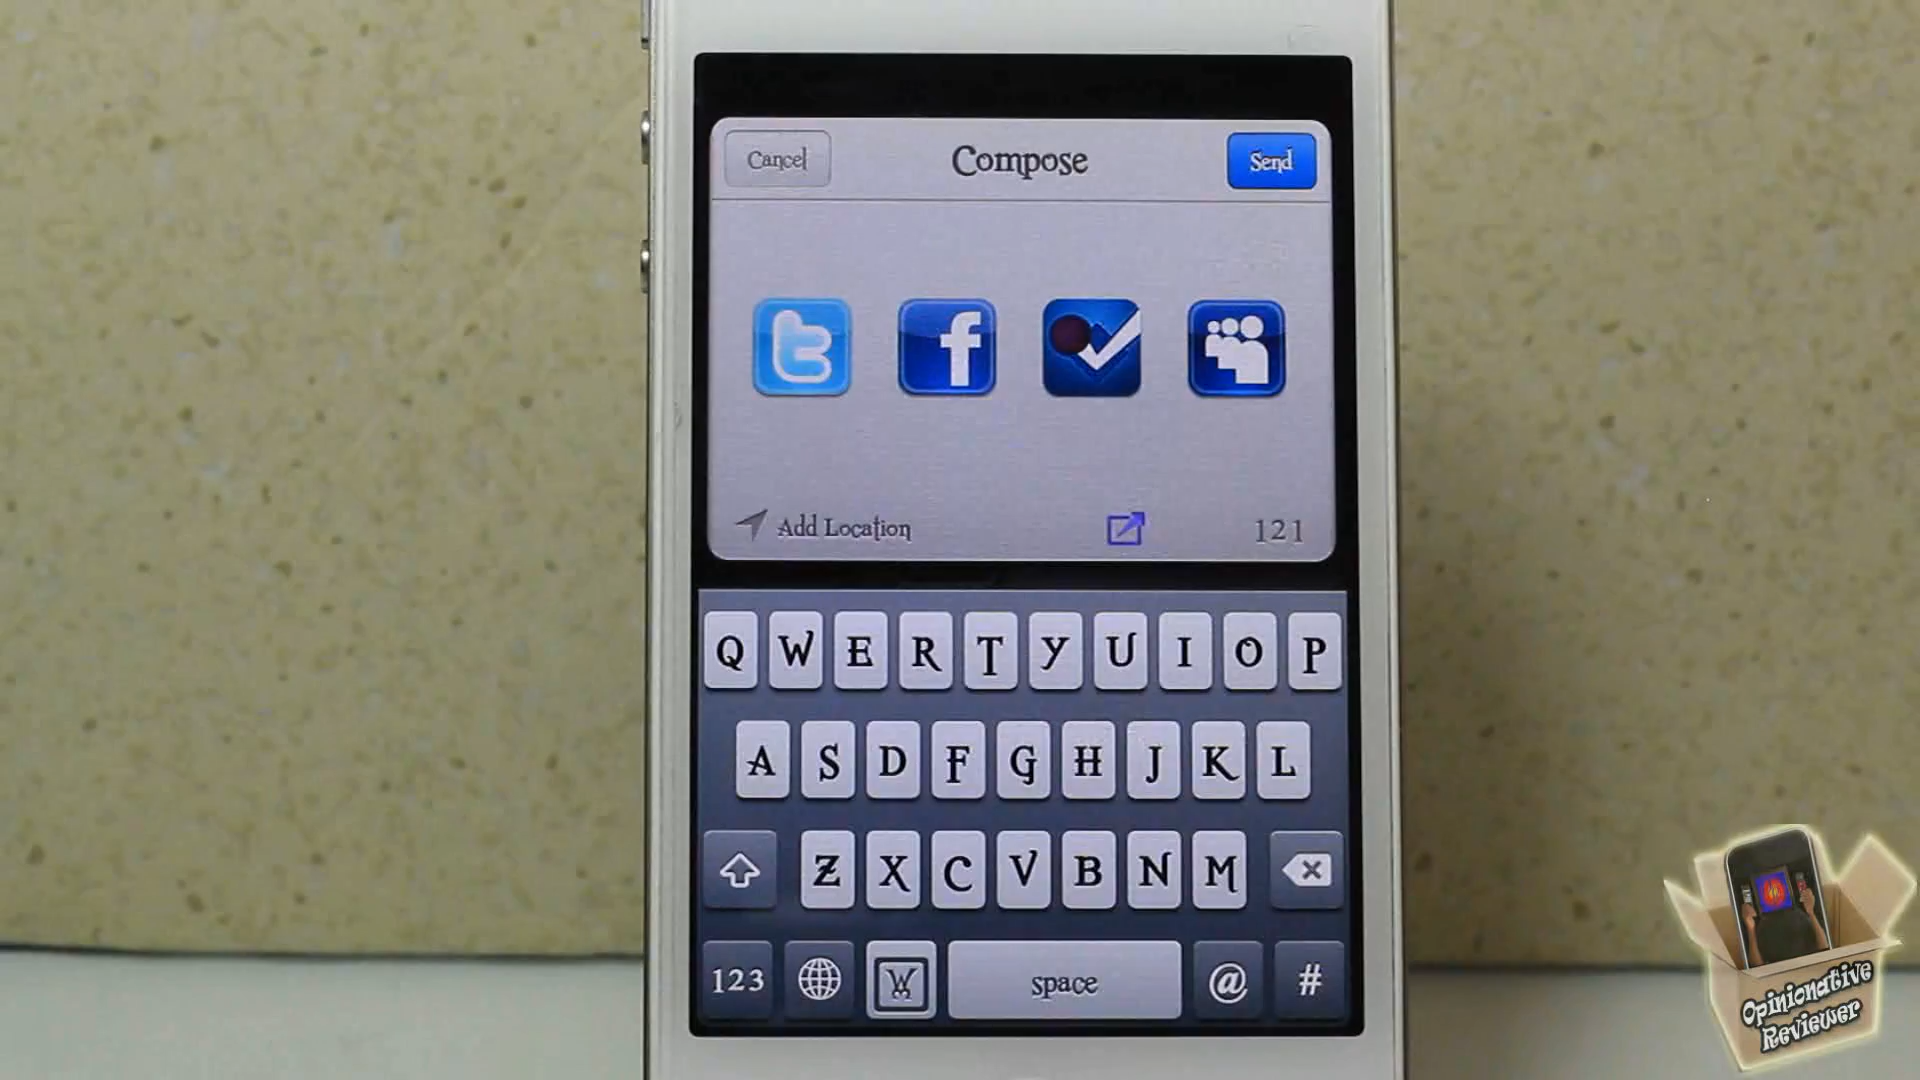 Cancel Compose Send
Add Location 121
Q W E R T Y U I O P
A S D F G H J K L
Z X C V B N M
123 W space @ #
Opinionative
Reviewer